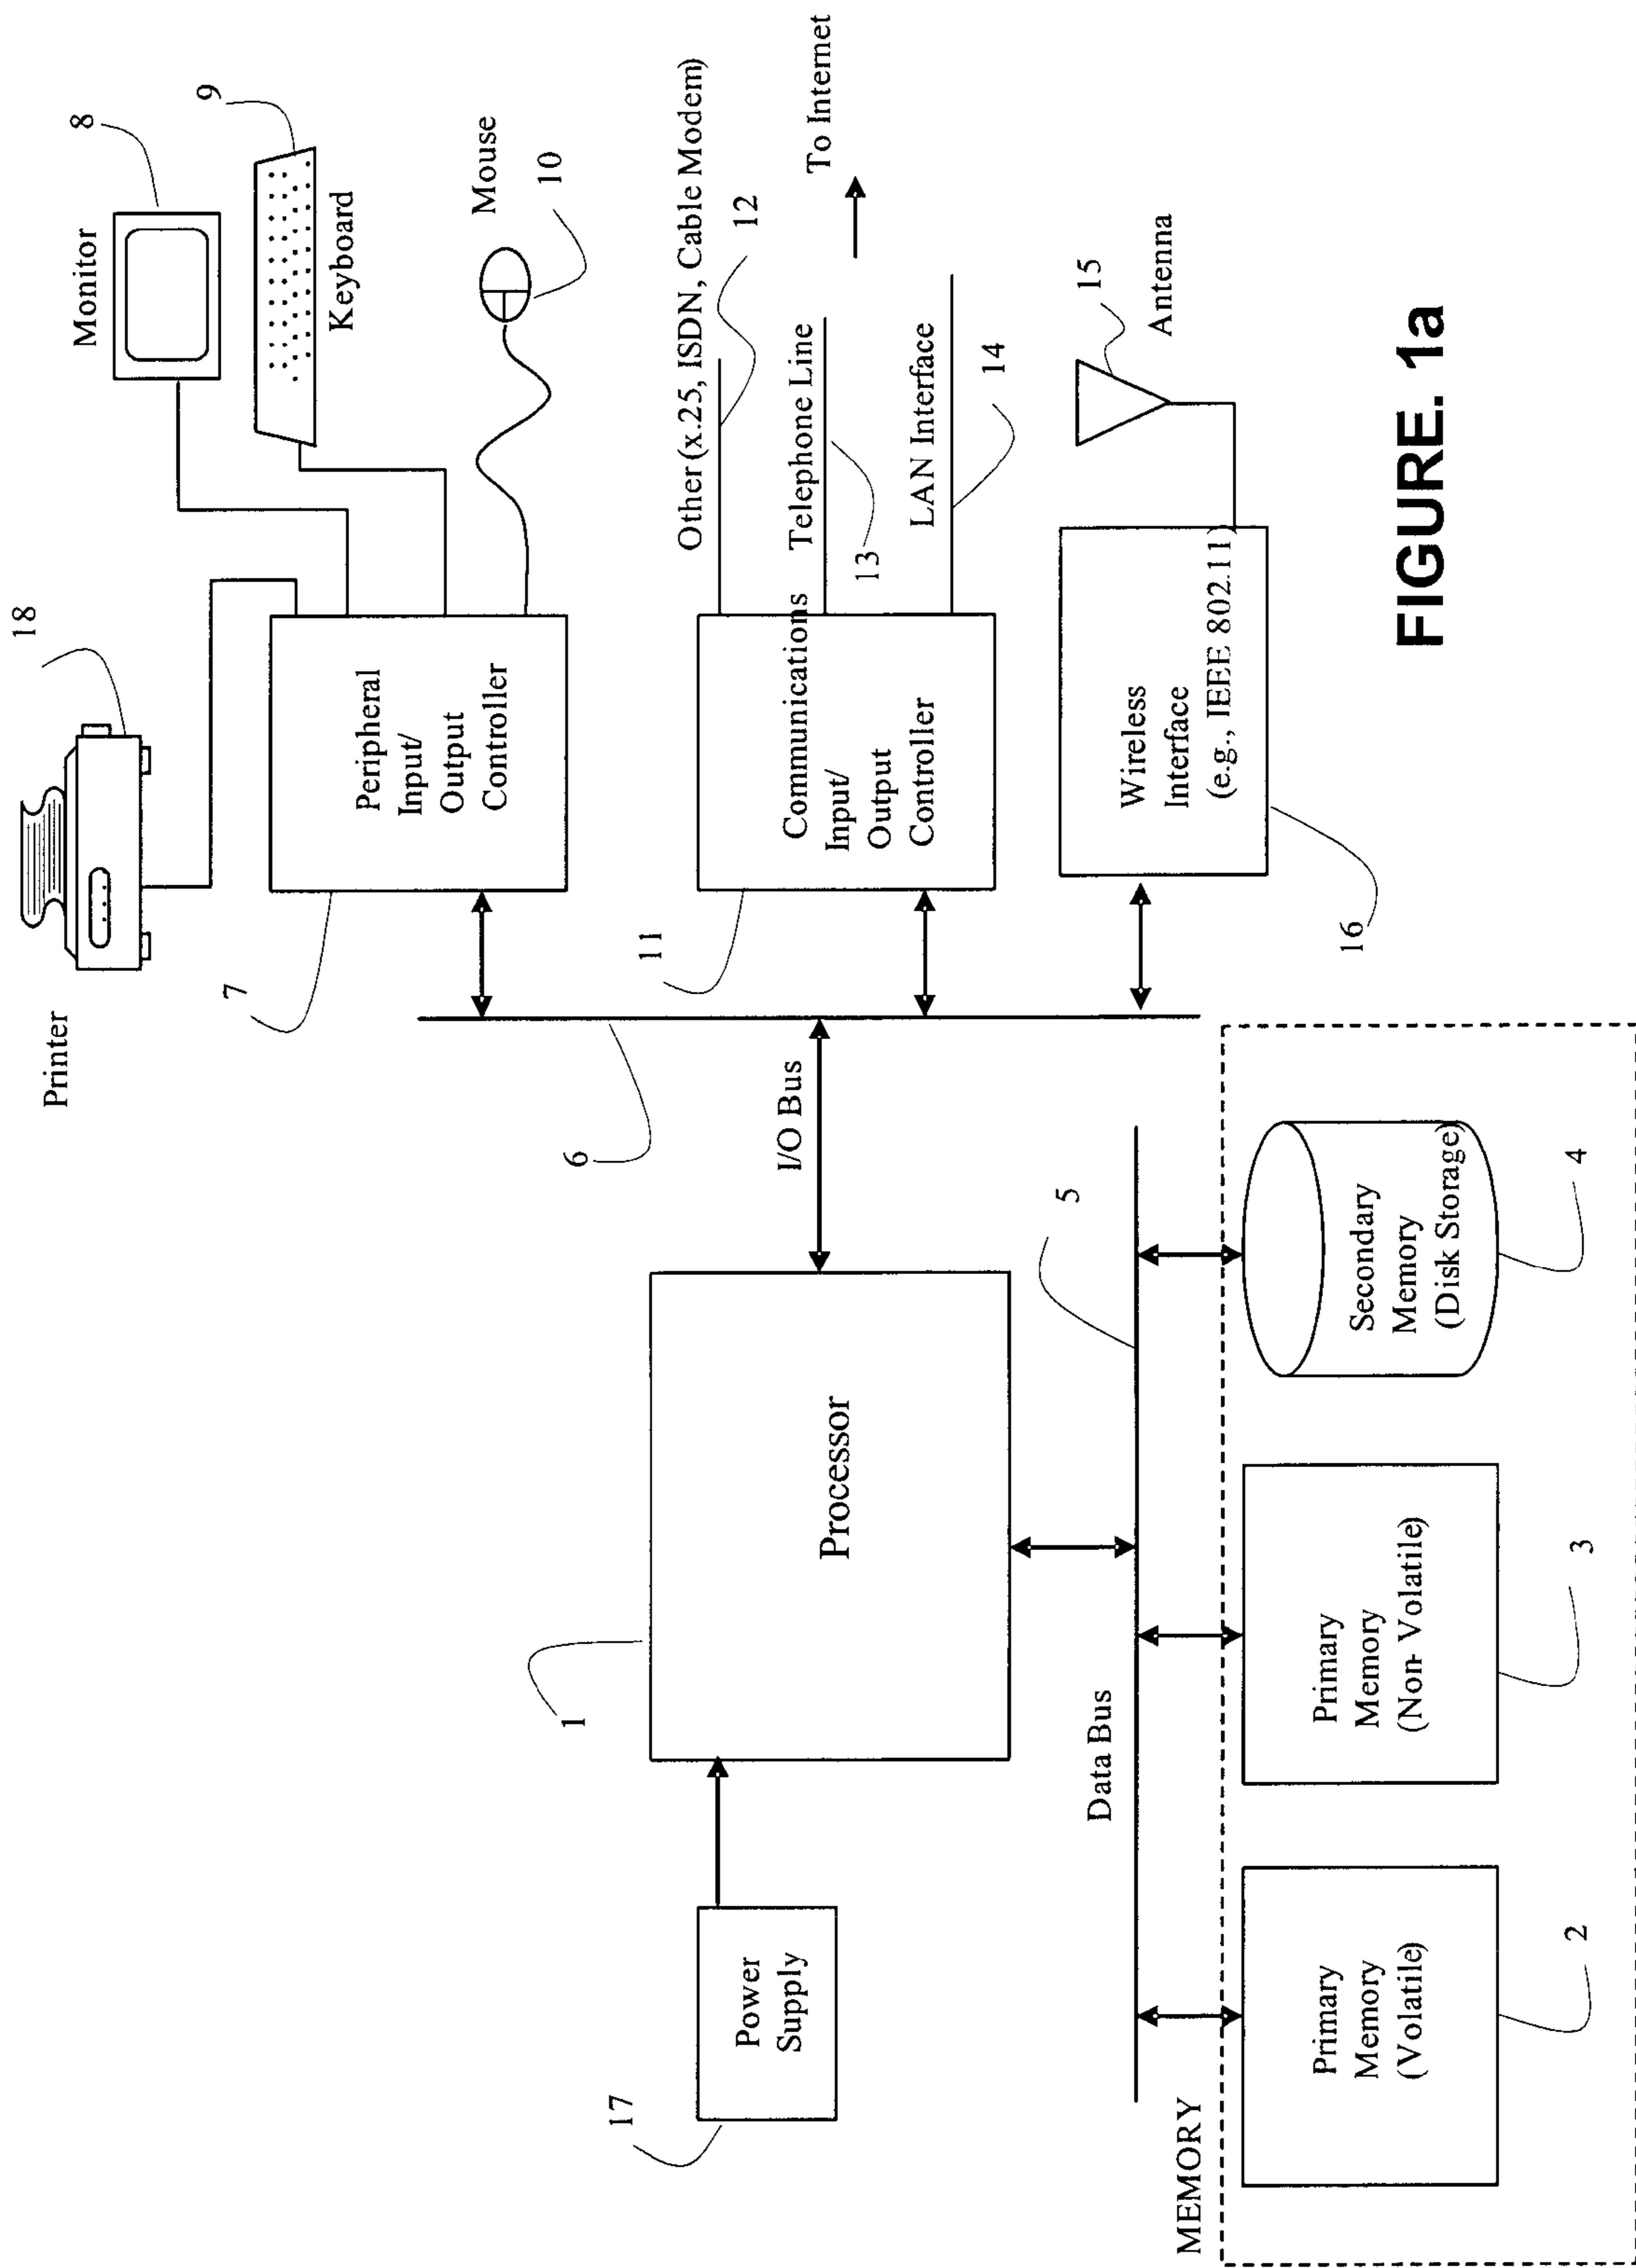 Printer
18
Monitor
8
9
Keyboard
Mouse
10
7
Peripheral
Input/
Output
Controller
6
I/O Bus
11
Communications
Input/
Output
Controller
Other (x.25, ISDN, Cable Modem)
12
Telephone Line
13
LAN Interface
14
To Internet
Wireless
Interface
(e.g., IEEE 802.11)
16
15
Antenna
1
Processor
17
Power
Supply
5
Data Bus
MEMORY
Primary
Memory
(Volatile)
2
Primary
Memory
(Non-Volatile)
3
Secondary
Memory
(Disk Storage)
4
FIGURE. 1a